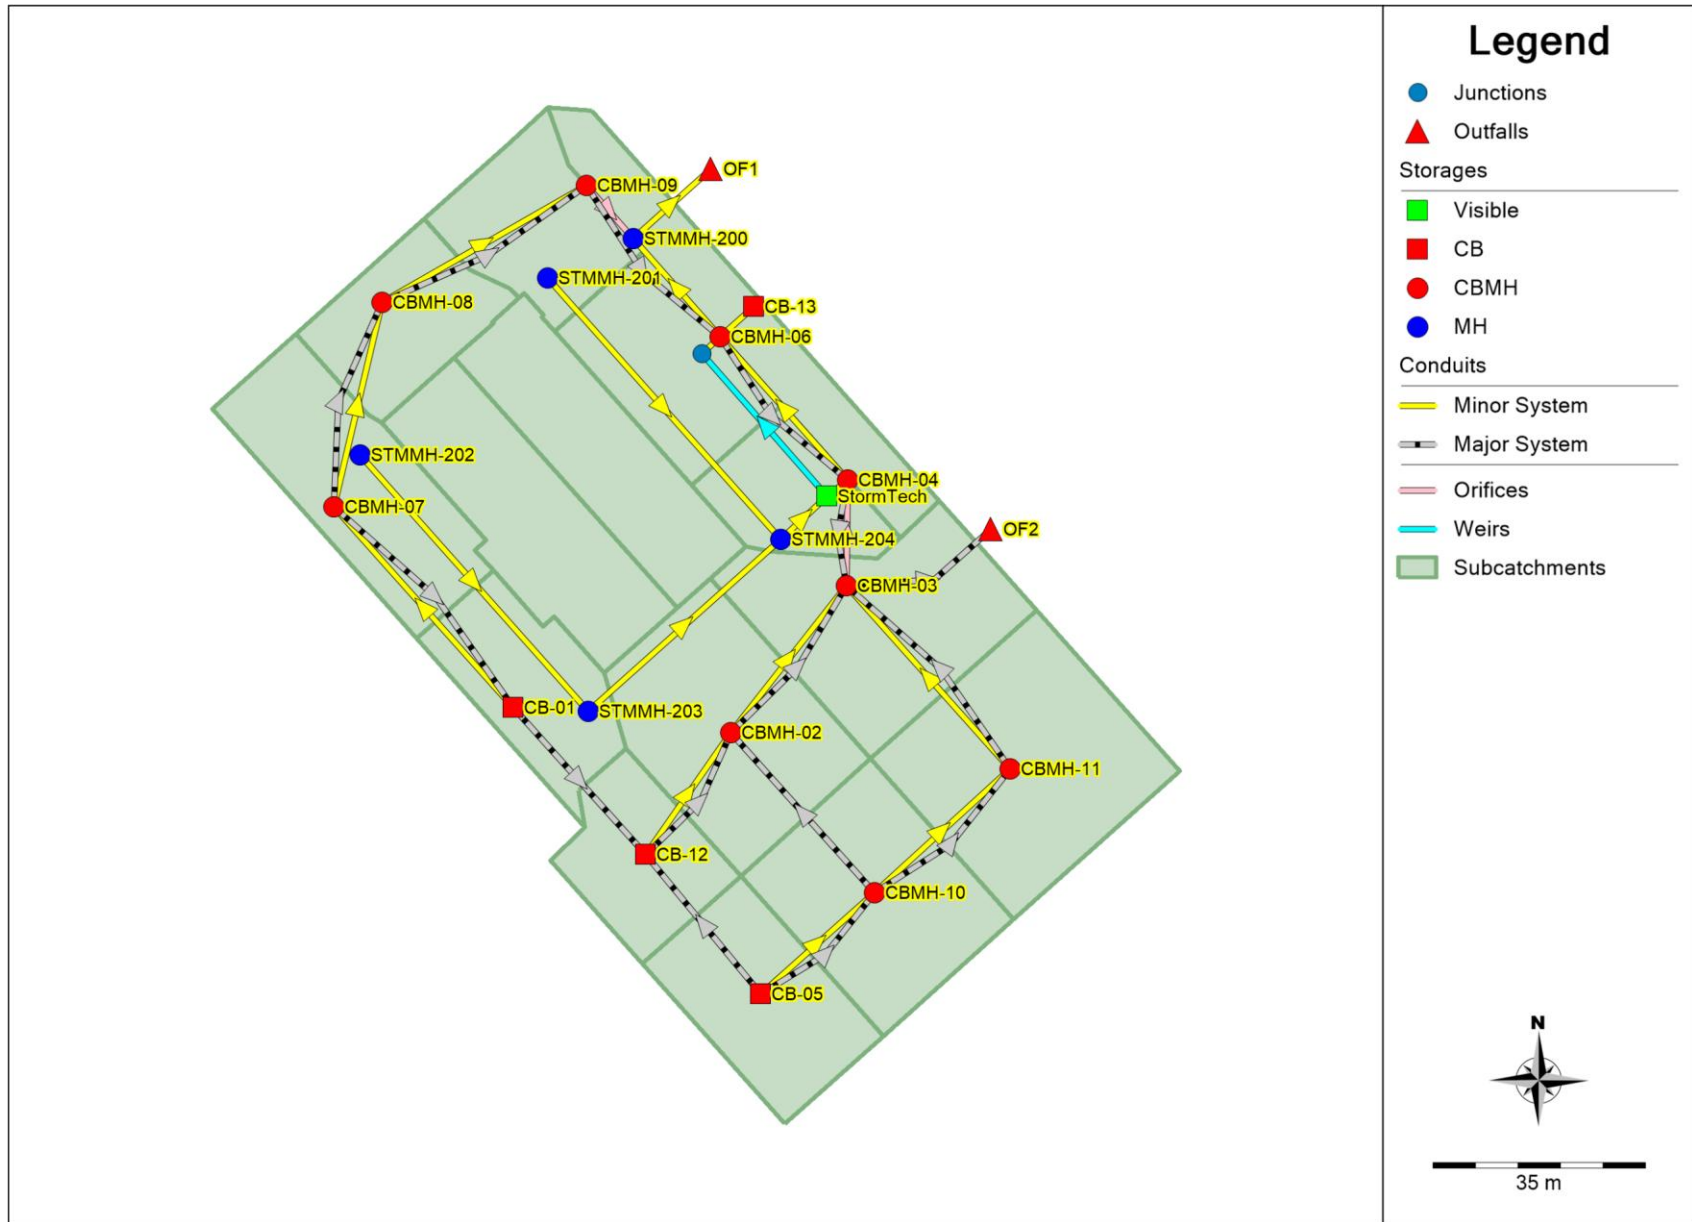 Legend
Junctions
Outfalls
Storages
Visible
CB
CBMH
MH
Conduits
Minor System
Major System
Orifices
Weirs
Subcatchments
N
35 m
OF1
CBMH-09
STMMH-200
STMMH-201
CBMH-08
CB-13
CBMH-06
STMMH-202
CBMH-04
StormTech
CBMH-07
OF2
STMMH-204
CBMH-03
CB-01
STMMH-203
CBMH-02
CBMH-11
CB-12
CBMH-10
CB-05